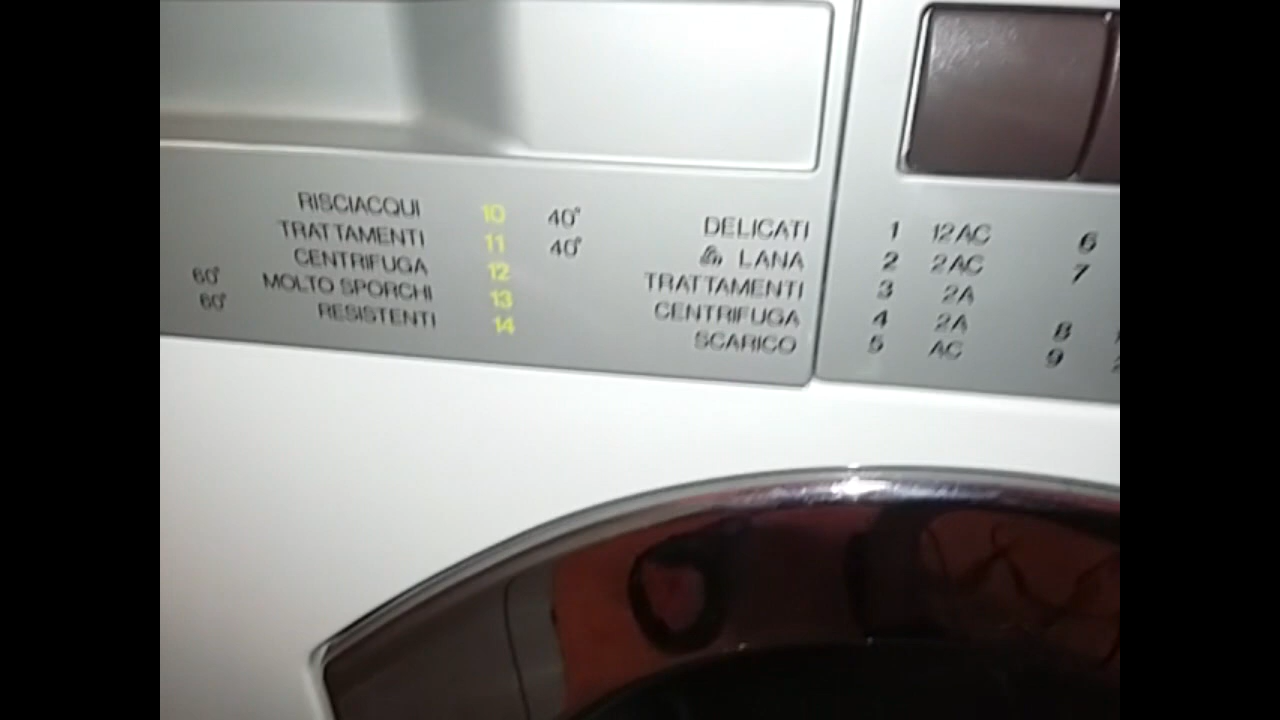 RISCIACQUI 10 40° DELICATI 1 12AC 6
TRATTAMENTI 11 40° LANA 2 2AC 7
CENTRIFUGA 12 TRATTAMENTI 3 2A
60° MOLTO SPORCHI 13 CENTRIFUGA 4 2A 8
60° RESISTENTI 14 SCARICO 5 AC 9